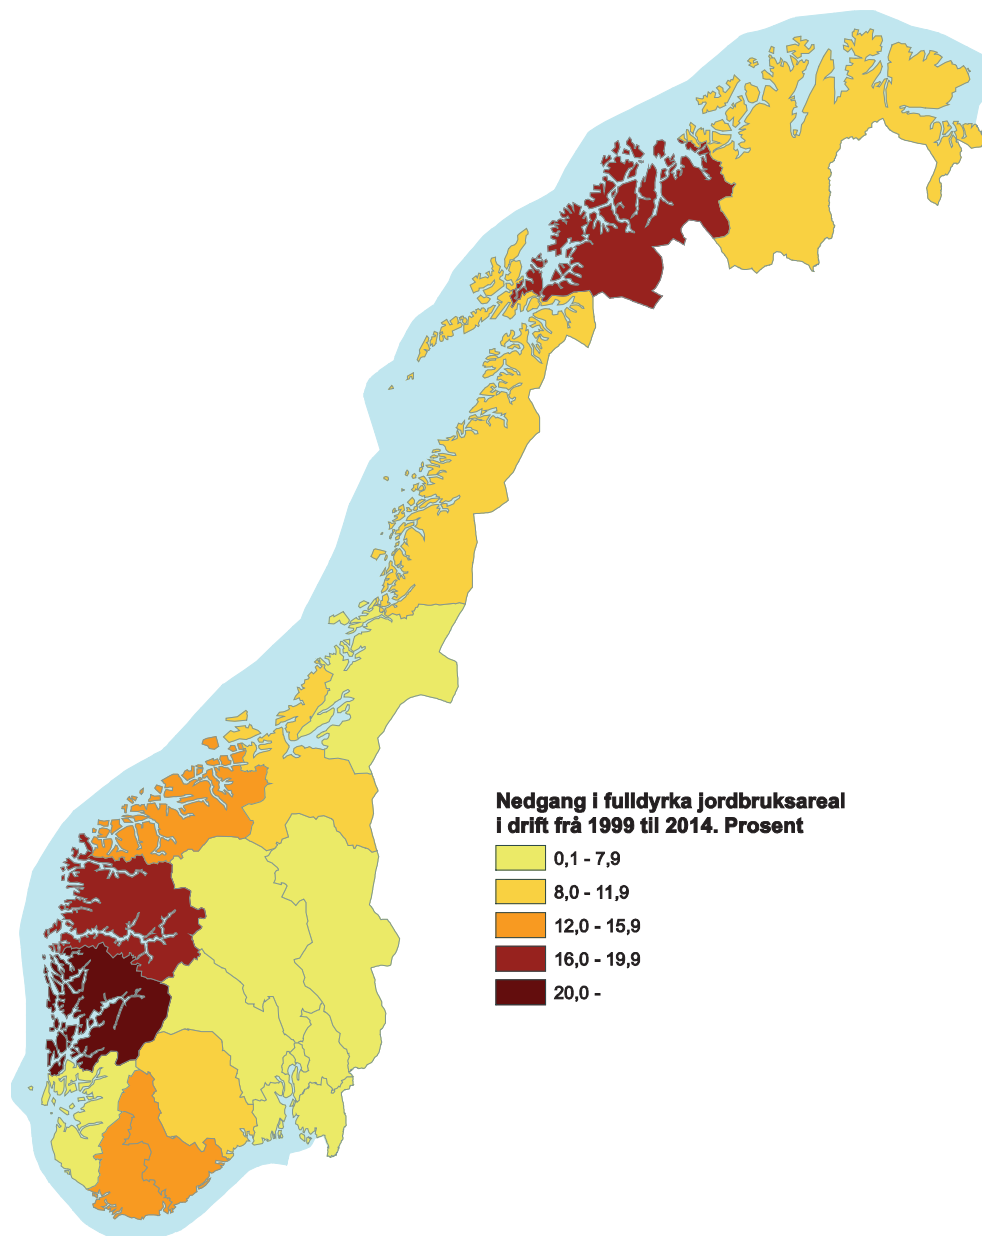 Nedgang i fulldyrka jordbruksareal
i drift frå 1999 til 2014. Prosent
0,1 - 7,9
8,0 - 11,9
12,0 - 15,9
16,0 - 19,9
20,0 -